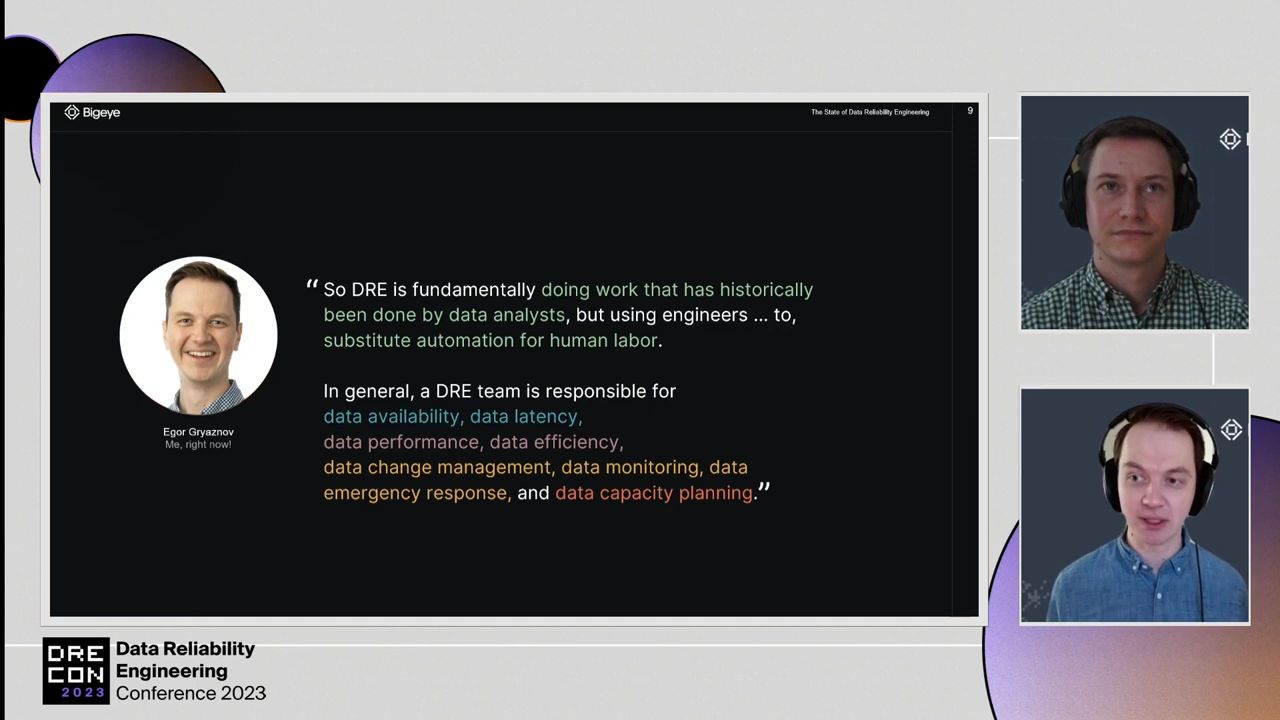 Bigeye
The State of Data Reliability Engineering
9
“So DRE is fundamentally doing work that has historically
been done by data analysts, but using engineers ... to,
substitute automation for human labor.
In general, a DRE team is responsible for
data availability, data latency,
data performance, data efficiency,
data change management, data monitoring, data
emergency response, and data capacity planning.”
Egor Gryaznov
Me, right now!
DRE
CON
2023
Data Reliability
Engineering
Conference 2023